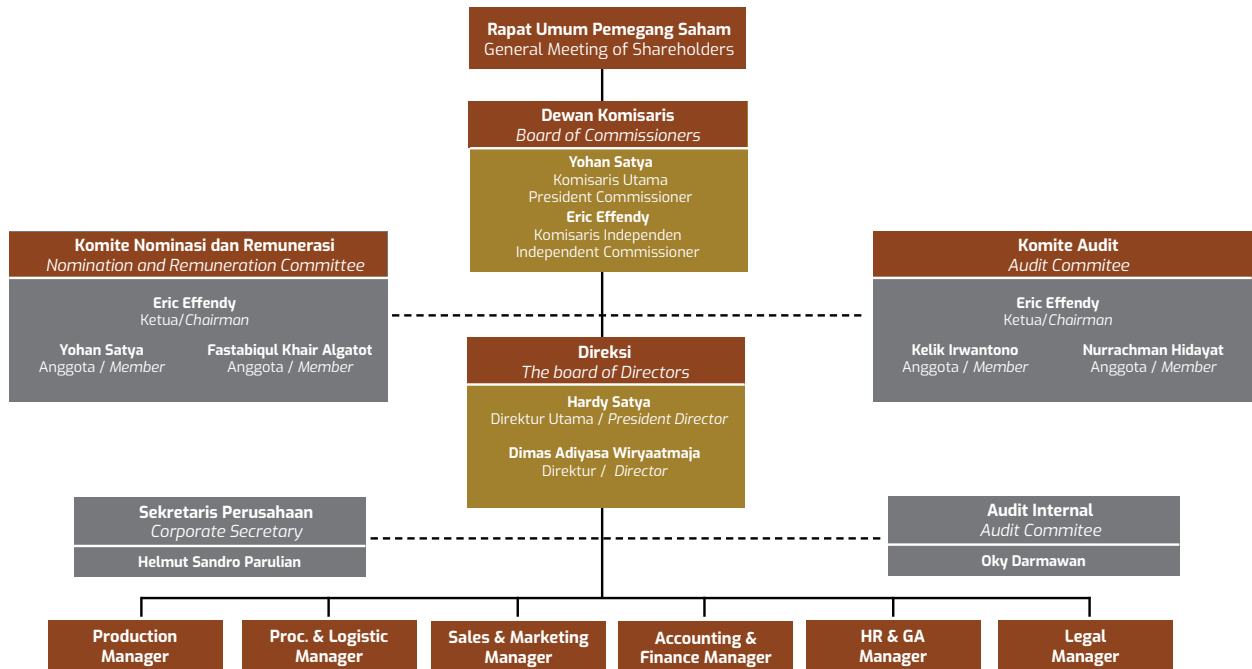 Rapat Umum Pemegang Saham
General Meeting of Shareholders
Dewan Komisaris
Board of Commissioners
Yohan Satya
Komisaris Utama
President Commissioner
Eric Effendy
Komisaris Independen
Independent Commissioner
Komite Nominasi dan Remunerasi
Nomination and Remuneration Committee
Eric Effendy
Ketua/Chairman
Yohan Satya
Anggota / Member
Fastabiqul Khair Algatot
Anggota / Member
Komite Audit
Audit Commitee
Eric Effendy
Ketua/Chairman
Kelik Irwantono
Anggota / Member
Nurrachman Hidayat
Anggota / Member
Direksi
The board of Directors
Hardy Satya
Direktur Utama / President Director
Dimas Adiyasa Wiryaatmaja
Direktur / Director
Sekretaris Perusahaan
Corporate Secretary
Helmut Sandro Parulian
Audit Internal
Audit Commitee
Oky Darmawan
Production
Manager
Proc. & Logistic
Manager
Sales & Marketing
Manager
Accounting &
Finance Manager
HR & GA
Manager
Legal
Manager